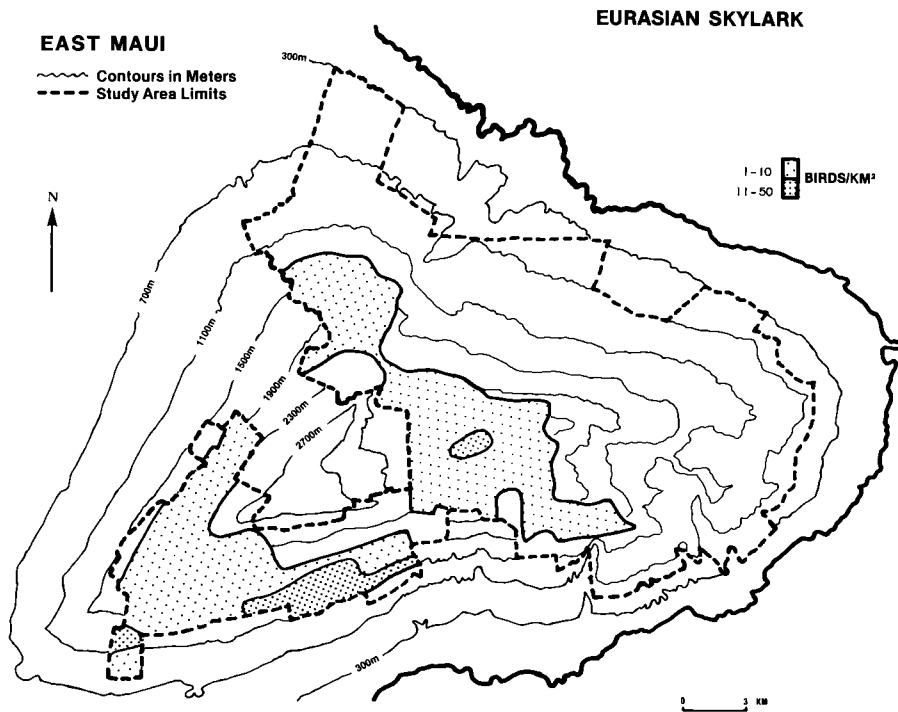 EURASIAN SKYLARK
EAST MAUI
Contours in Meters
Study Area Limits
300m
1-10
11-50
BIRDS/KM²
N
700m
1100m
1500m
1900m
2300m
2700m
300m
0 3 KM